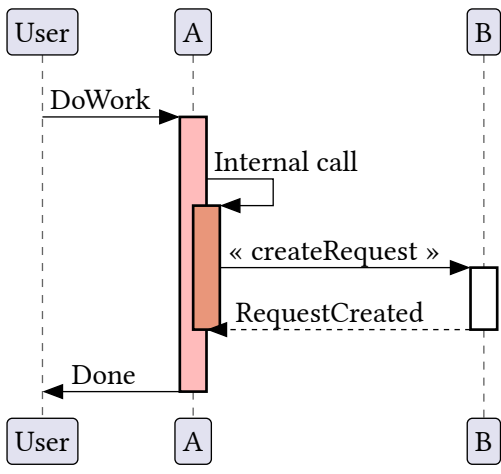 User
A
B
DoWork
Internal call
« createRequest »
RequestCreated
Done
User
A
B